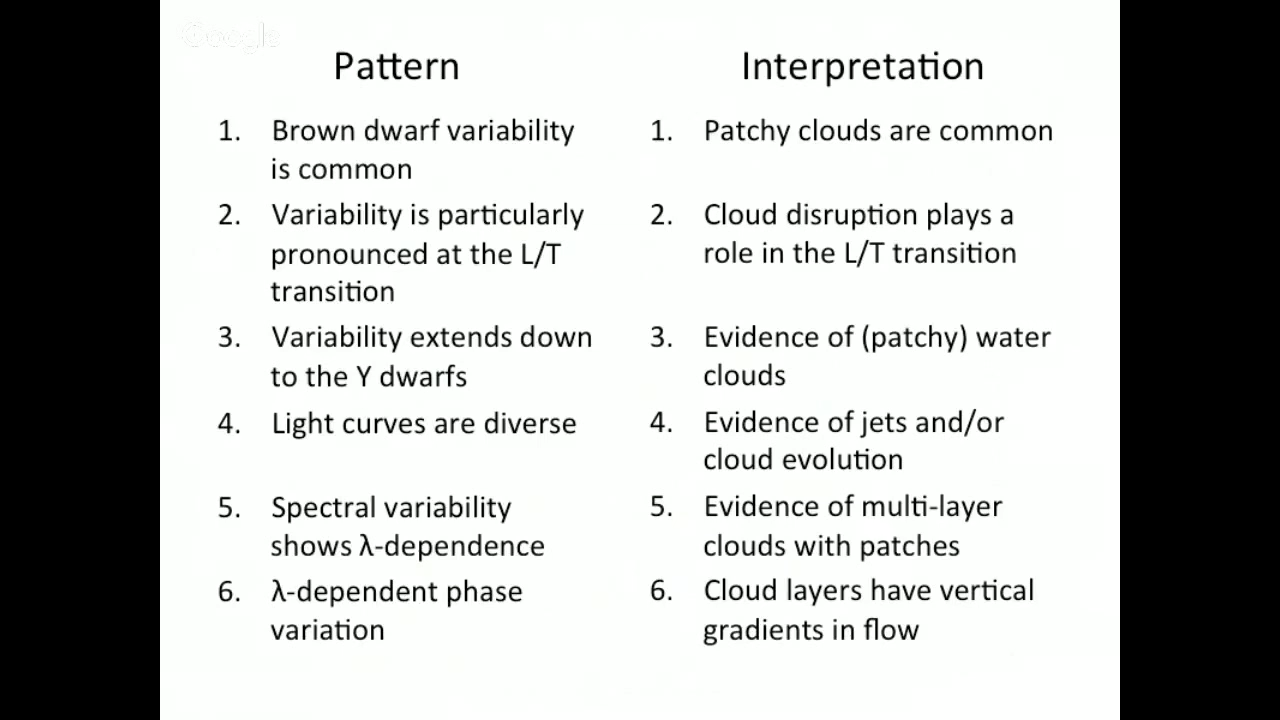 Google
Pattern
1. Brown dwarf variability
is common
2. Variability is particularly
pronounced at the L/T
transition
3. Variability extends down
to the Y dwarfs
4. Light curves are diverse
5. Spectral variability
shows λ-dependence
6. λ-dependent phase
variation
Interpretation
1. Patchy clouds are common
2. Cloud disruption plays a
role in the L/T transition
3. Evidence of (patchy) water
clouds
4. Evidence of jets and/or
cloud evolution
5. Evidence of multi-layer
clouds with patches
6. Cloud layers have vertical
gradients in flow